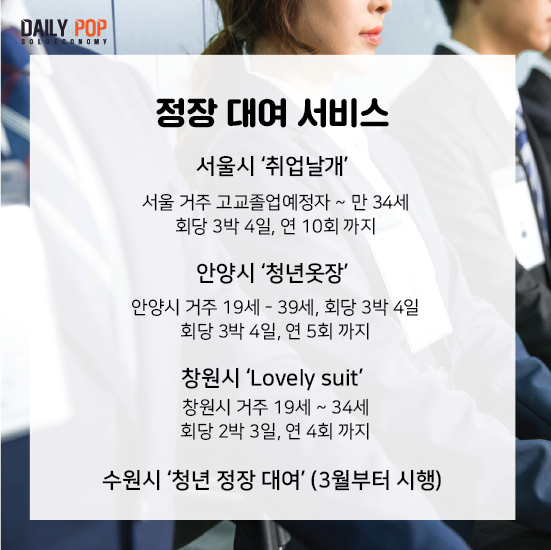 DAILY POP
SOLOECONOMY
정장 대여 서비스
서울시 ‘취업날개’
서울 거주 고교졸업예정자 ~ 만 34세
회당 3박 4일, 연 10회 까지
안양시 ‘청년옷장’
안양시 거주 19세 - 39세, 회당 3박 4일
회당 3박 4일, 연 5회 까지
창원시 ‘Lovely suit’
창원시 거주 19세 ~ 34세
회당 2박 3일, 연 4회 까지
수원시 ‘청년 정장 대여’ (3월부터 시행)